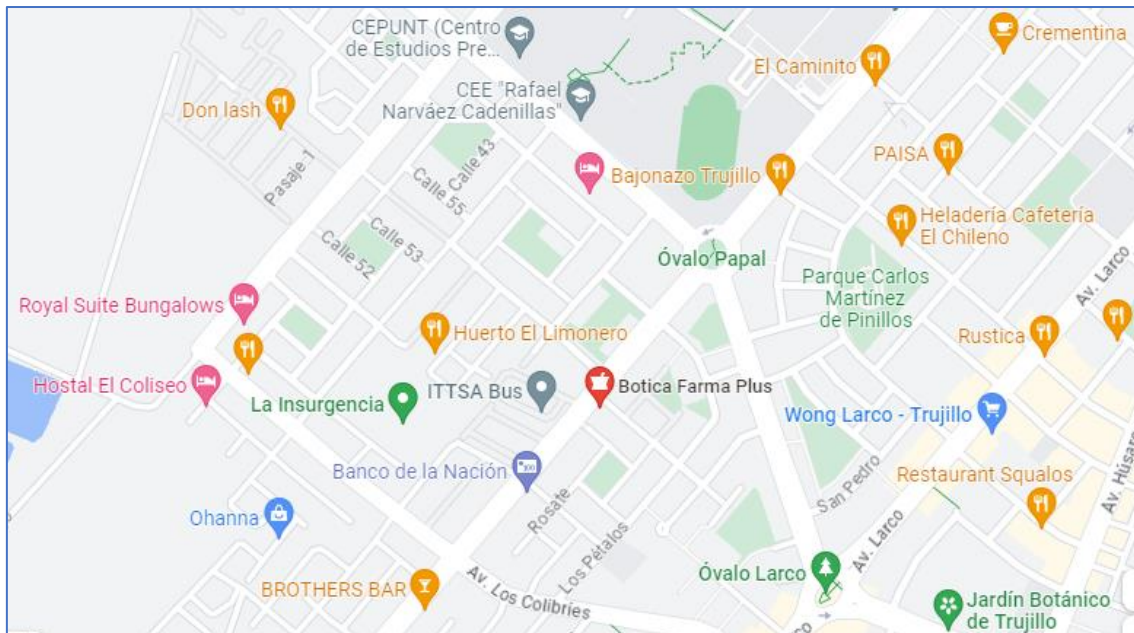 CEPUNT (Centro
de Estudios Pre...
Crementina
El Caminito
CEE "Rafael
Narváez Cadenillas"
Don lash
Calle 43
PAISA
Bajonazo Trujillo
Pasaje 1
Calle 55
Heladería Cafetería
El Chileno
Calle 53
Calle 52
Óvalo Papal
Av. Larco
Parque Carlos
Martínez
de Pinillos
Royal Suite Bungalows
Huerto El Limonero
Rustica
Hostal El Coliseo
ITTSA Bus
Botica Farma Plus
La Insurgencia
Wong Larco - Trujillo
Banco de la Nación
San Pedro
Restaurant Squalos
Av. Húsares
Ohanna
Rosate
Los Pétalos
Av. Larco
Óvalo Larco
BROTHERS BAR
Av. Los Colibries
Jardín Botánico
de Trujillo